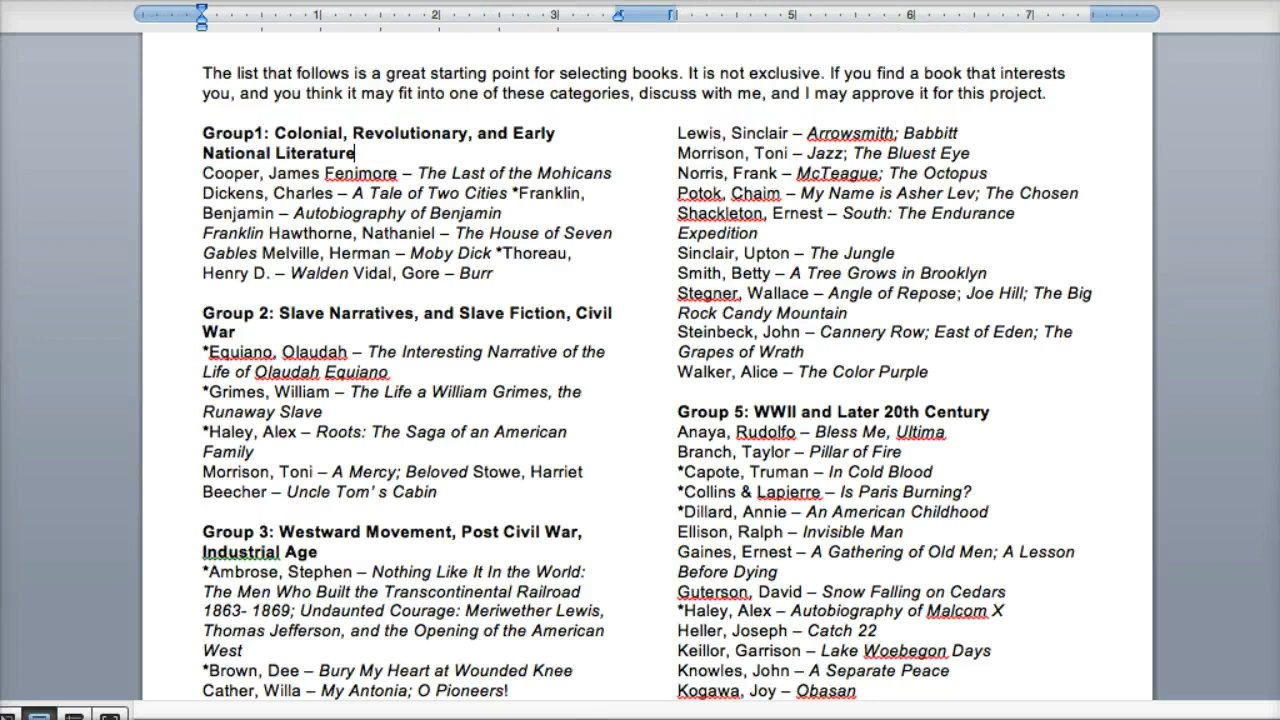 1 2 3 5 6 7
The list that follows is a great starting point for selecting books. It is not exclusive. If you find a book that interests
you, and you think it may fit into one of these categories, discuss with me, and I may approve it for this project.
Group1: Colonial, Revolutionary, and Early
National Literature
Cooper, James Fenimore – The Last of the Mohicans
Dickens, Charles – A Tale of Two Cities *Franklin,
Benjamin – Autobiography of Benjamin
Franklin Hawthorne, Nathaniel – The House of Seven
Gables Melville, Herman – Moby Dick *Thoreau,
Henry D. – Walden Vidal, Gore – Burr
Group 2: Slave Narratives, and Slave Fiction, Civil
War
*Equiano, Olaudah – The Interesting Narrative of the
Life of Olaudah Equiano
*Grimes, William – The Life a William Grimes, the
Runaway Slave
*Haley, Alex – Roots: The Saga of an American
Family
Morrison, Toni – A Mercy; Beloved Stowe, Harriet
Beecher – Uncle Tom' s Cabin
Group 3: Westward Movement, Post Civil War,
Industrial Age
*Ambrose, Stephen – Nothing Like It In the World:
The Men Who Built the Transcontinental Railroad
1863- 1869; Undaunted Courage: Meriwether Lewis,
Thomas Jefferson, and the Opening of the American
West
*Brown, Dee – Bury My Heart at Wounded Knee
Cather, Willa – My Antonia; O Pioneers!
Lewis, Sinclair – Arrowsmith; Babbitt
Morrison, Toni – Jazz; The Bluest Eye
Norris, Frank – McTeague; The Octopus
Potok, Chaim – My Name is Asher Lev; The Chosen
Shackleton, Ernest – South: The Endurance
Expedition
Sinclair, Upton – The Jungle
Smith, Betty – A Tree Grows in Brooklyn
Stegner, Wallace – Angle of Repose; Joe Hill; The Big
Rock Candy Mountain
Steinbeck, John – Cannery Row; East of Eden; The
Grapes of Wrath
Walker, Alice – The Color Purple
Group 5: WWII and Later 20th Century
Anaya, Rudolfo – Bless Me, Ultima
Branch, Taylor – Pillar of Fire
*Capote, Truman – In Cold Blood
*Collins & Lapierre – Is Paris Burning?
*Dillard, Annie – An American Childhood
Ellison, Ralph – Invisible Man
Gaines, Ernest – A Gathering of Old Men; A Lesson
Before Dying
Guterson, David – Snow Falling on Cedars
*Haley, Alex – Autobiography of Malcom X
Heller, Joseph – Catch 22
Keillor, Garrison – Lake Woebegon Days
Knowles, John – A Separate Peace
Kogawa, Joy – Obasan